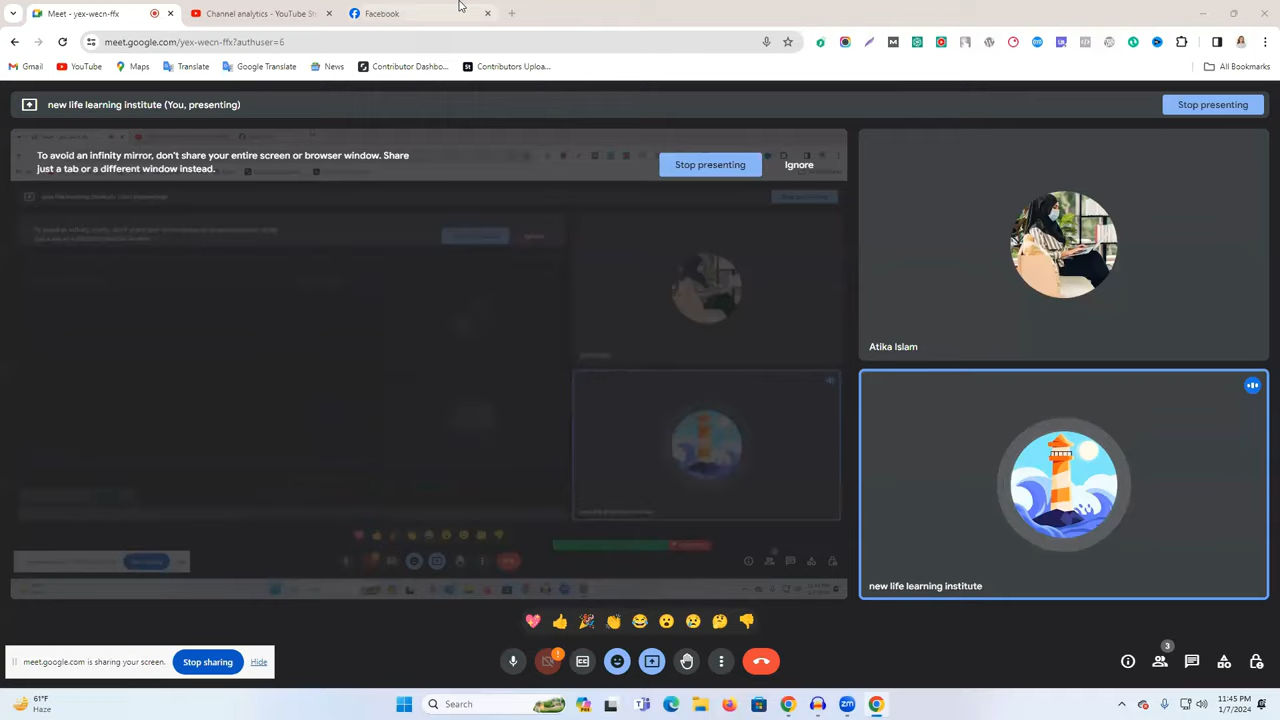 Meet - yex-wecn-ffx
Channel analytics - YouTube St
Facebook
meet.google.com/yex-wecn-ffx?authuser=6
Gmail
YouTube
Maps
Translate
Google Translate
News
Contributor Dashbo...
Contributors Uploa...
All Bookmarks
new life learning institute (You, presenting)
Stop presenting
To avoid an infinity mirror, don't share your entire screen or browser window. Share
just a tab or a different window instead.
Stop presenting
Ignore
Atika Islam
new life learning institute
meet.google.com is sharing your screen.
Stop sharing
Hide
3
61°F
Haze
Search
11:45 PM
1/7/2024